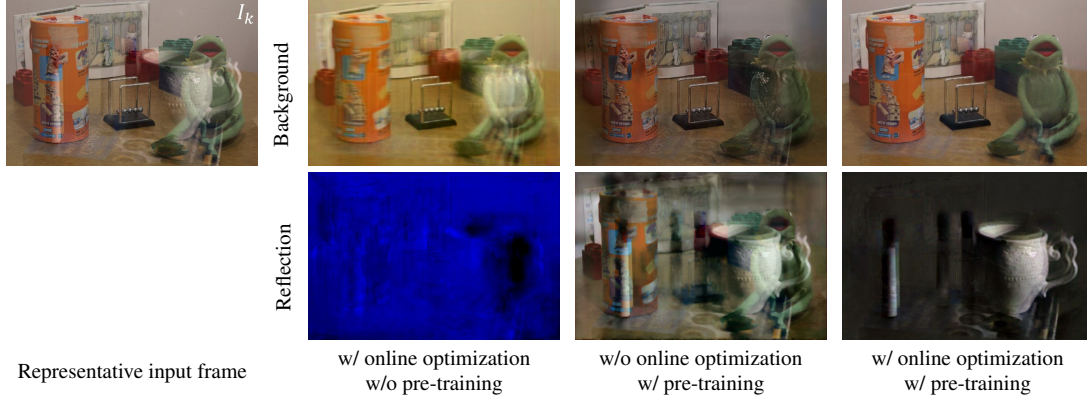 I_k
Background
Reflection
Representative input frame
w/ online optimization
w/o pre-training
w/o online optimization
w/ pre-training
w/ online optimization
w/ pre-training